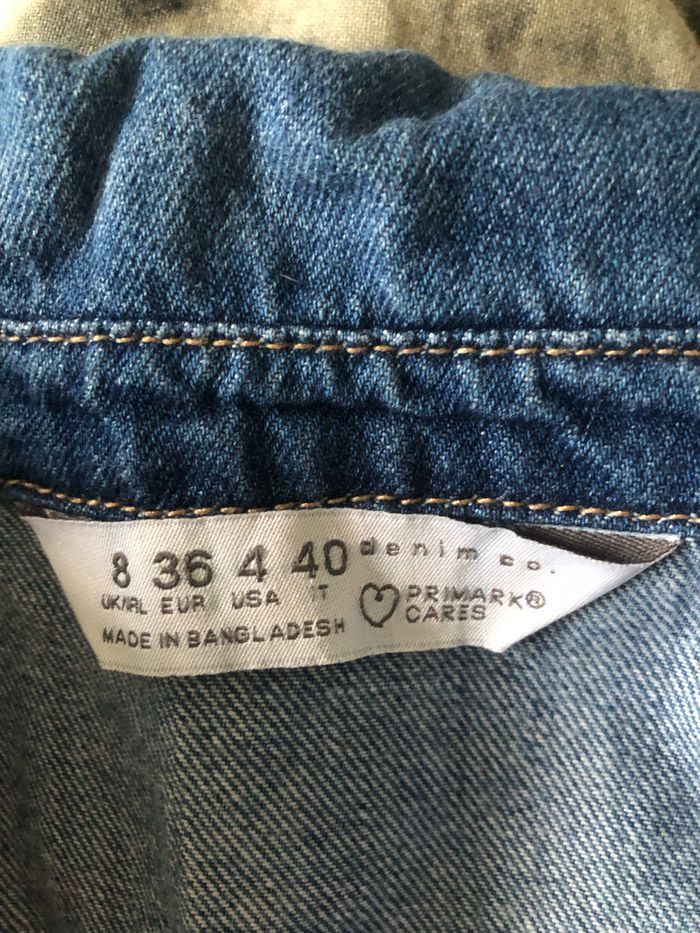 8 36 4 40 denim co.
UK/IRL EUR USA IT PRIMARK®
CARES
MADE IN BANGLADESH